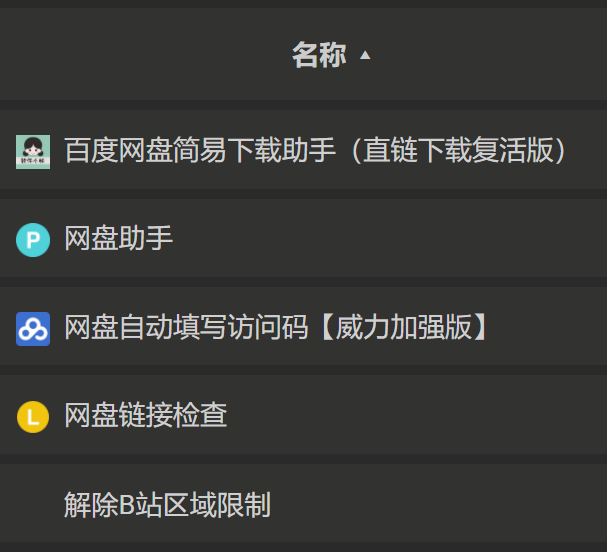 名称 ▲
百度网盘简易下载助手（直链下载复活版）
P 网盘助手
网盘自动填写访问码【威力加强版】
L 网盘链接检查
解除B站区域限制